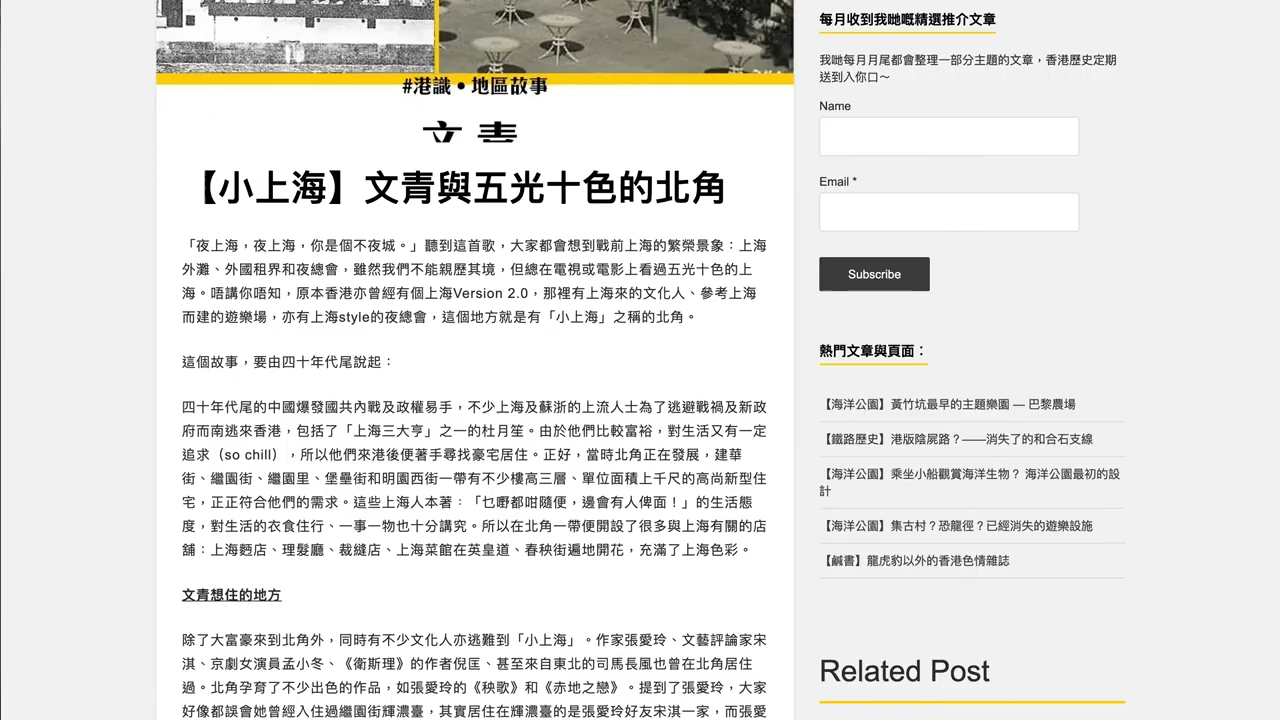 #港識 • 地區故事
【小上海】文青與五光十色的北角
「夜上海，夜上海，你是個不夜城。」聽到這首歌，大家都會想到戰前上海的繁榮景象：上海
外灘、外國租界和夜總會，雖然我們不能親歷其境，但總在電視或電影上看過五光十色的上
海。唔講你唔知，原本香港亦曾經有個上海Version 2.0，那裡有上海來的文化人、參考上海
而建的遊樂場，亦有上海style的夜總會，這個地方就是有「小上海」之稱的北角。
這個故事，要由四十年代尾說起：
四十年代尾的中國爆發國共內戰及政權易手，不少上海及蘇浙的上流人士為了逃避戰禍及新政
府而南逃來香港，包括了「上海三大亨」之一的杜月笙。由於他們比較富裕，對生活又有一定
追求（so chill），所以他們來港後便著手尋找豪宅居住。正好，當時北角正在發展，建華
街、繼園街、繼園里、堡壘街和明園西街一帶有不少樓高三層、單位面積上千尺的高尚新型住
宅，正正符合他們的需求。這些上海人本著：「乜嘢都咁隨便，邊會有人俾面！」的生活態
度，對生活的衣食住行、一事一物也十分講究。所以在北角一帶便開設了很多與上海有關的店
舖：上海麪店、理髮廳、裁縫店、上海菜館在英皇道、春秧街遍地開花，充滿了上海色彩。
文青想住的地方
除了大富豪來到北角外，同時有不少文化人亦逃難到「小上海」。作家張愛玲、文藝評論家宋
淇、京劇女演員孟小冬、《衛斯理》的作者倪匡、甚至來自東北的司馬長風也曾在北角居住
過。北角孕育了不少出色的作品，如張愛玲的《秧歌》和《赤地之戀》。提到了張愛玲，大家
好像都誤會她曾經入住過繼園街輝濃臺，其實居住在輝濃臺的是張愛玲好友宋淇一家，而張愛
每月收到我哋嘅精選推介文章
我哋每月月尾都會整理一部分主題的文章，香港歷史定期
送到入你口～
Name
Email *
Subscribe
熱門文章與頁面：
【海洋公園】黃竹坑最早的主題樂園 — 巴黎農場
【鐵路歷史】港版陰屍路？——消失了的和合石支線
【海洋公園】乘坐小船觀賞海洋生物？ 海洋公園最初的設
計
【海洋公園】集古村？恐龍徑？已經消失的遊樂設施
【鹹書】龍虎豹以外的香港色情雜誌
Related Post